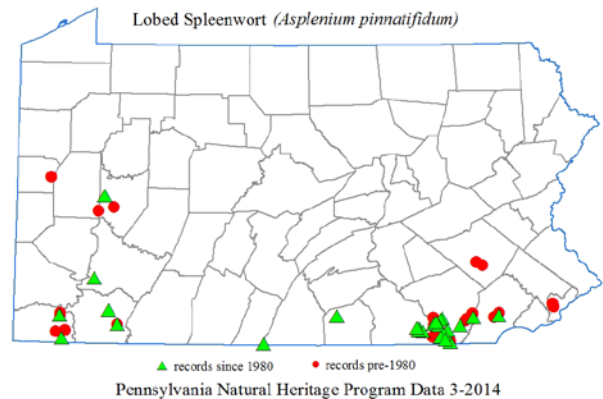 Lobed Spleenwort (Asplenium pinnatifidum)
records since 1980 records pre-1980
Pennsylvania Natural Heritage Program Data 3-2014